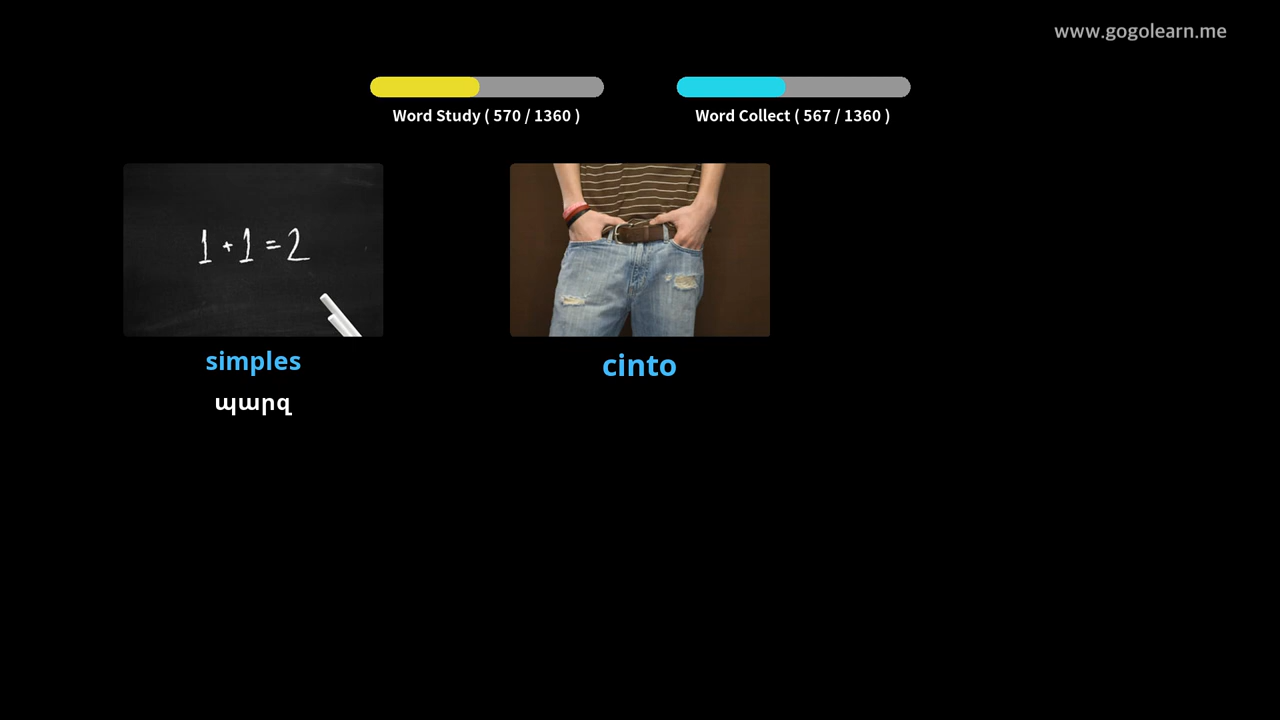 www.gogolearn.me
Word Study ( 570 / 1360 )
Word Collect ( 567 / 1360 )
1 + 1 = 2
simples
պարզ
cinto